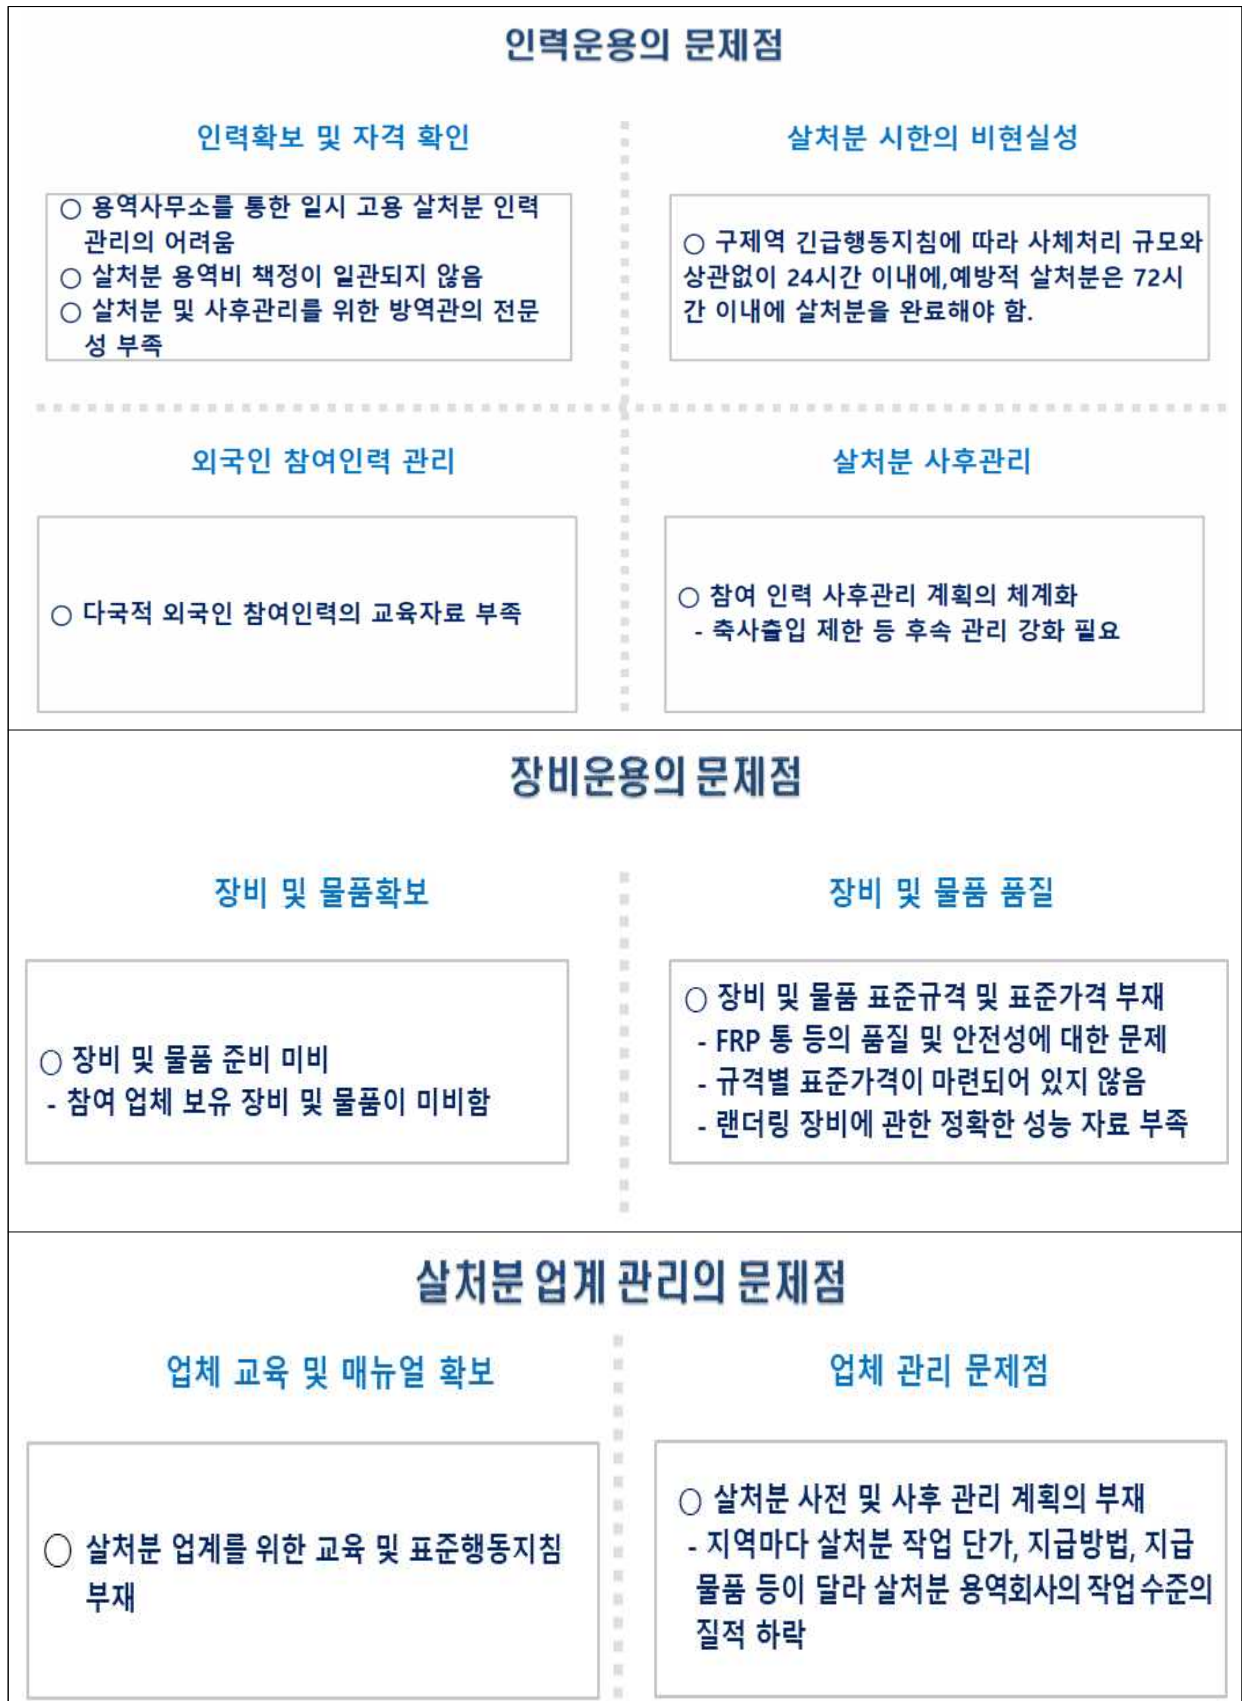 인력운용의 문제점
인력확보 및 자격 확인
○ 용역사무소를 통한 일시 고용 살처분 인력
관리의 어려움
○ 살처분 용역비 책정이 일관되지 않음
○ 살처분 및 사후관리를 위한 방역관의 전문
성 부족
살처분 시한의 비현실성
○ 구제역 긴급행동지침에 따라 사체처리 규모와
상관없이 24시간 이내에,예방적 살처분은 72시
간 이내에 살처분을 완료해야 함.
외국인 참여인력 관리
○ 다국적 외국인 참여인력의 교육자료 부족
살처분 사후관리
○ 참여 인력 사후관리 계획의 체계화
- 축사출입 제한 등 후속 관리 강화 필요
장비운용의 문제점
장비 및 물품확보
○ 장비 및 물품 준비 미비
- 참여 업체 보유 장비 및 물품이 미비함
장비 및 물품 품질
○ 장비 및 물품 표준규격 및 표준가격 부재
- FRP 통 등의 품질 및 안전성에 대한 문제
- 규격별 표준가격이 마련되어 있지 않음
- 랜더링 장비에 관한 정확한 성능 자료 부족
살처분 업계 관리의 문제점
업체 교육 및 매뉴얼 확보
○ 살처분 업계를 위한 교육 및 표준행동지침
부재
업체 관리 문제점
○ 살처분 사전 및 사후 관리 계획의 부재
- 지역마다 살처분 작업 단가, 지급방법, 지급
물품 등이 달라 살처분 용역회사의 작업 수준의
질적 하락